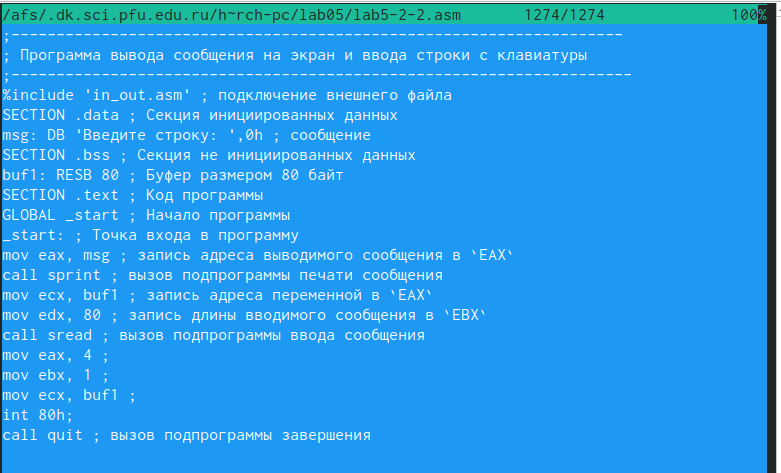 /afs/.dk.sci.pfu.edu.ru/h~rch-pc/lab05/lab5-2-2.asm 1274/1274 100%
;--------------------------------------------------------------------
; Программа вывода сообщения на экран и ввода строки с клавиатуры
;---------------------------------------------------------------------
%include 'in_out.asm' ; подключение внешнего файла
SECTION .data ; Секция инициированных данных
msg: DB 'Введите строку: ',0h ; сообщение
SECTION .bss ; Секция не инициированных данных
buf1: RESB 80 ; Буфер размером 80 байт
SECTION .text ; Код программы
GLOBAL _start ; Начало программы
_start: ; Точка входа в программу
mov eax, msg ; запись адреса выводимого сообщения в `EAX`
call sprint ; вызов подпрограммы печати сообщения
mov ecx, buf1 ; запись адреса переменной в `EAX`
mov edx, 80 ; запись длины вводимого сообщения в `EBX`
call sread ; вызов подпрограммы ввода сообщения
mov eax, 4 ;
mov ebx, 1 ;
mov ecx, buf1 ;
int 80h;
call quit ; вызов подпрограммы завершения